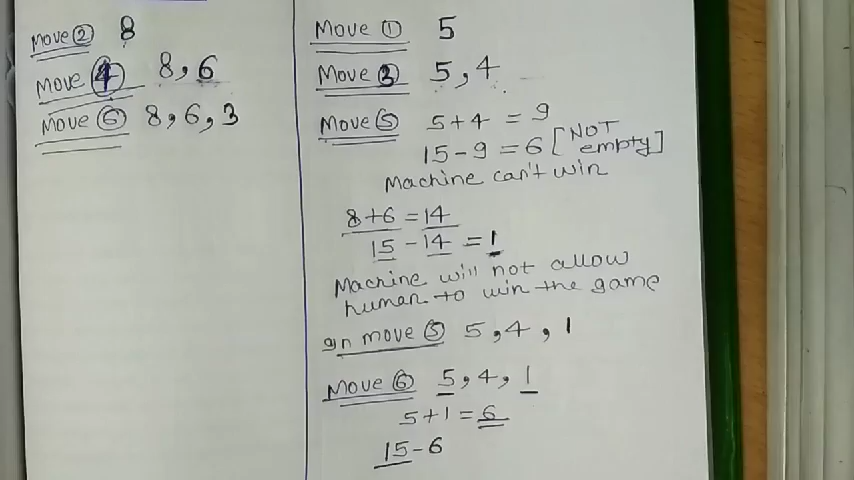 Move ② 8
Move ④ 8, 6
Move ⑥ 8, 6, 3
Move ① 5
Move ③ 5, 4
Move ⑤ 5+4 = 9
15-9 = 6 [NOT empty]
Machine can't win
8+6 = 14
15-14 = 1
Machine will not allow
human to win the game
In move ⑤ 5, 4, 1
Move ⑥ 5, 4, 1
5+1 = 6
15-6